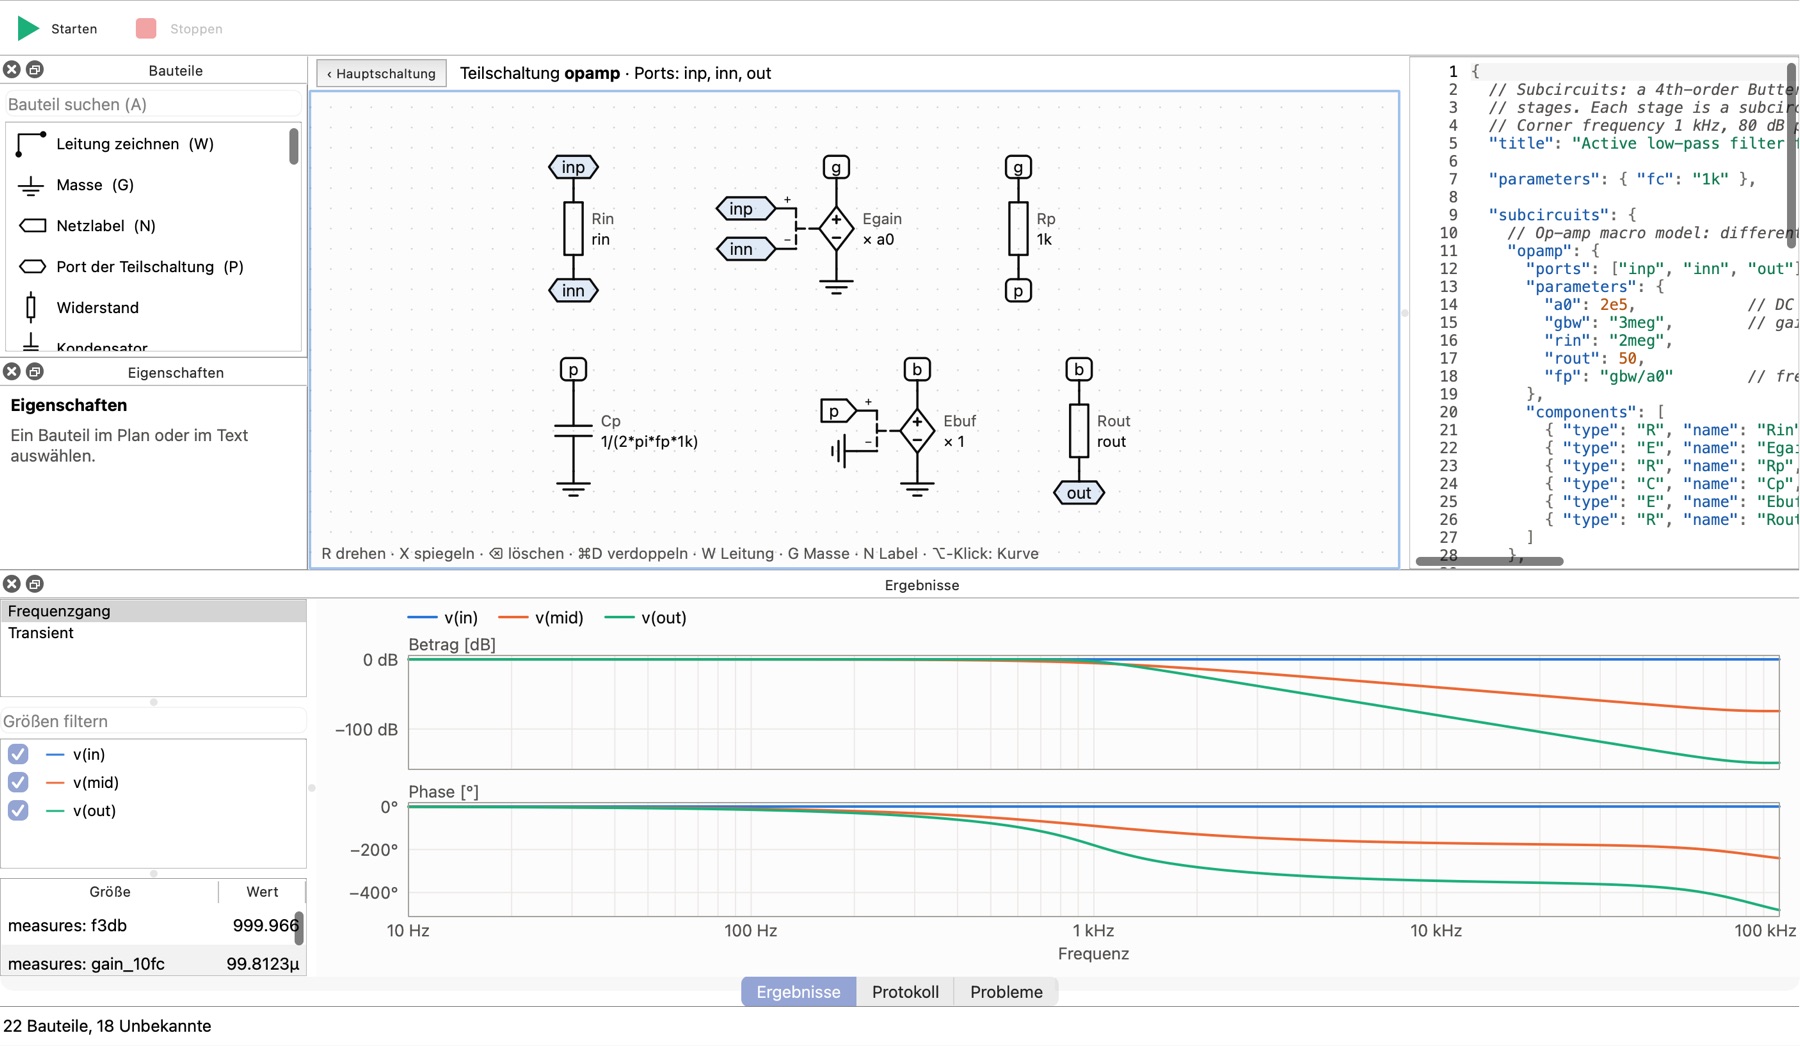 Starten
Stoppen
Bauteile
Bauteil suchen (A)
Leitung zeichnen (W)
Masse (G)
Netzlabel (N)
Port der Teilschaltung (P)
Widerstand
Kondensator
Eigenschaften
Eigenschaften
Ein Bauteil im Plan oder im Text
auswählen.
‹ Hauptschaltung
Teilschaltung opamp · Ports: inp, inn, out
inp
Rin
rin
inn
inp
inn
+
−
g
+
−
Egain
× a0
g
Rp
1k
p
p
Cp
1/(2*pi*fp*1k)
p
+
−
b
+
−
Ebuf
× 1
b
Rout
rout
out
R drehen · X spiegeln · ⌫ löschen · ⌘D verdoppeln · W Leitung · G Masse · N Label · ⌥-Klick: Kurve
1 {
2 // Subcircuits: a 4th-order Butte
3 // stages. Each stage is a subcir
4 // Corner frequency 1 kHz, 80 dB p
5 "title": "Active low-pass filter f
6
7 "parameters": { "fc": "1k" },
8
9 "subcircuits": {
10 // Op-amp macro model: different
11 "opamp": {
12 "ports": ["inp", "inn", "out"]
13 "parameters": {
14 "a0": 2e5, // DC
15 "gbw": "3meg", // gai
16 "rin": "2meg",
17 "rout": 50,
18 "fp": "gbw/a0" // fre
19 },
20 "components": [
21 { "type": "R", "name": "Rin"
22 { "type": "E", "name": "Egai
23 { "type": "R", "name": "Rp",
24 { "type": "C", "name": "Cp",
25 { "type": "E", "name": "Ebuf
26 { "type": "R", "name": "Rout
27 ]
28 },
Ergebnisse
Frequenzgang
Transient
Größen filtern
v(in)
v(mid)
v(out)
Größe Wert
measures: f3db 999.966
measures: gain_10fc 99.8123µ
v(in) v(mid) v(out)
Betrag [dB]
0 dB
−100 dB
Phase [°]
0°
−200°
−400°
10 Hz 100 Hz 1 kHz 10 kHz 100 kHz
Frequenz
Ergebnisse Protokoll Probleme
22 Bauteile, 18 Unbekannte